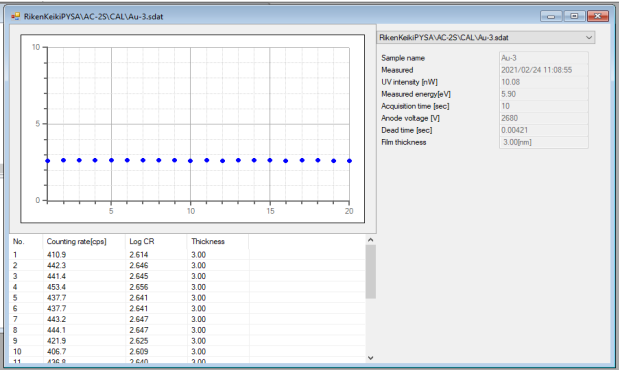 RikenKeikiPYSA\AC-2S\CAL\Au-3.sdat
10
5
0
5
10
15
20
RikenKeikiPYSA\AC-2S\CAL\Au-3.sdat
Sample name Au-3
Measured 2021/02/24 11:08:55
UV intensity [nW] 10.08
Measured energy[eV] 5.90
Acquisition time [sec] 10
Anode voltage [V] 2680
Dead time [sec] 0.00421
Film thickness 3.00[nm]
No. Counting rate[cps] Log CR Thickness
1 410.9 2.614 3.00
2 442.3 2.646 3.00
3 441.4 2.645 3.00
4 453.4 2.656 3.00
5 437.7 2.641 3.00
6 437.7 2.641 3.00
7 443.2 2.647 3.00
8 444.1 2.647 3.00
9 421.9 2.625 3.00
10 406.7 2.609 3.00
11 436.8 2.640 3.00